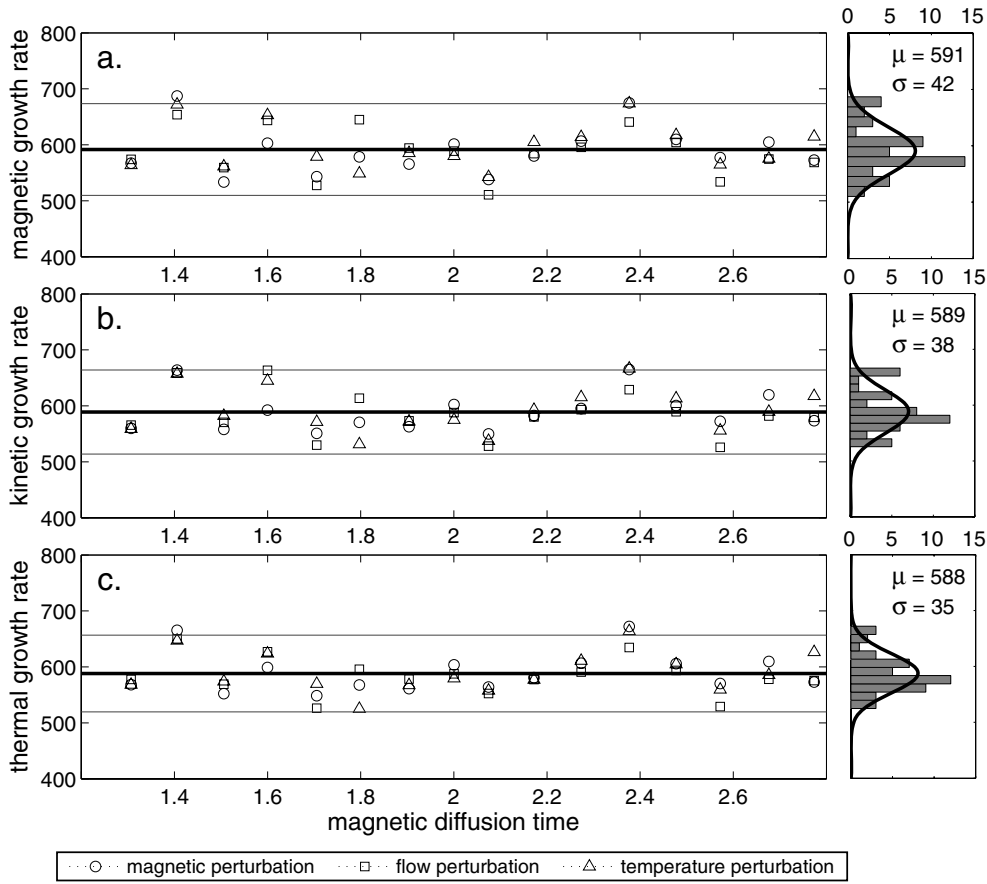 0 5 10 15
800
700
600
500
400
magnetic growth rate
a.
μ = 591
σ = 42
1.4 1.6 1.8 2 2.2 2.4 2.6
0 5 10 15
800
700
600
500
400
kinetic growth rate
b.
μ = 589
σ = 38
1.4 1.6 1.8 2 2.2 2.4 2.6
0 5 10 15
800
700
600
500
400
thermal growth rate
c.
μ = 588
σ = 35
1.4 1.6 1.8 2 2.2 2.4 2.6
magnetic diffusion time
magnetic perturbation flow perturbation temperature perturbation